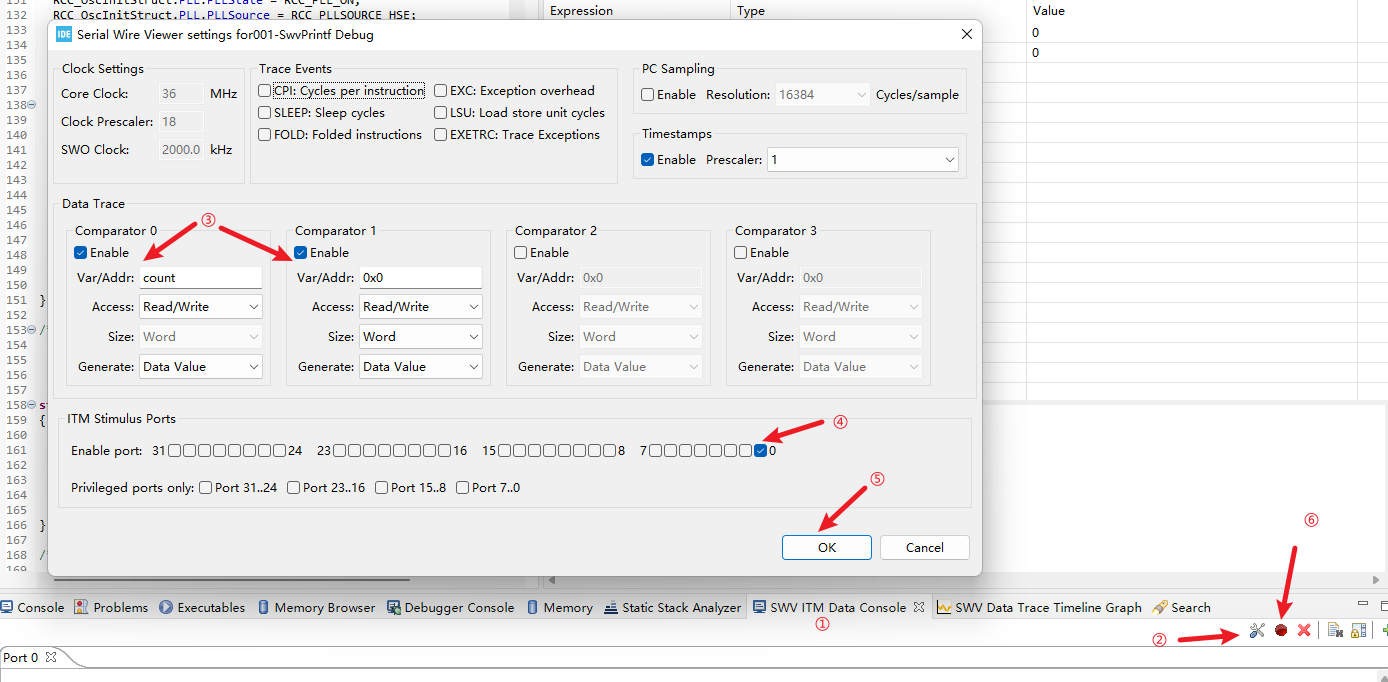 131 RCC_OscInitStruct.PLL.PLLState = RCC_PLL_ON;
132 RCC_OscInitStruct.PLL.PLLSource = RCC_PLLSOURCE_HSE;
Expression Type Value
133
134
135
136
137
138
139
140
141
142
143
144
145
146
147
148
149
150
151 }
152
153 /
154
155
156
157
158 s
159 {
160
161
162
163
164
165
166 }
167
168 /
169
0
0
IDE Serial Wire Viewer settings for001-SwvPrintf Debug
Clock Settings
Core Clock: 36 MHz
Clock Prescaler: 18
SWO Clock: 2000.0 kHz
Trace Events
CPI: Cycles per instruction EXC: Exception overhead
SLEEP: Sleep cycles LSU: Load store unit cycles
FOLD: Folded instructions EXETRC: Trace Exceptions
PC Sampling
Enable Resolution: 16384 Cycles/sample
Timestamps
Enable Prescaler: 1
Data Trace
③
Comparator 0
Enable
Var/Addr: count
Access: Read/Write
Size: Word
Generate: Data Value
Comparator 1
Enable
Var/Addr: 0x0
Access: Read/Write
Size: Word
Generate: Data Value
Comparator 2
Enable
Var/Addr: 0x0
Access: Read/Write
Size: Word
Generate: Data Value
Comparator 3
Enable
Var/Addr: 0x0
Access: Read/Write
Size: Word
Generate: Data Value
ITM Stimulus Ports
④
Enable port: 31 24 23 16 15 8 7 0
Privileged ports only: Port 31..24 Port 23..16 Port 15..8 Port 7..0
⑤
OK Cancel
⑥
Console Problems Executables Memory Browser Debugger Console Memory Static Stack Analyzer SWV ITM Data Console SWV Data Trace Timeline Graph Search
①
②
Port 0